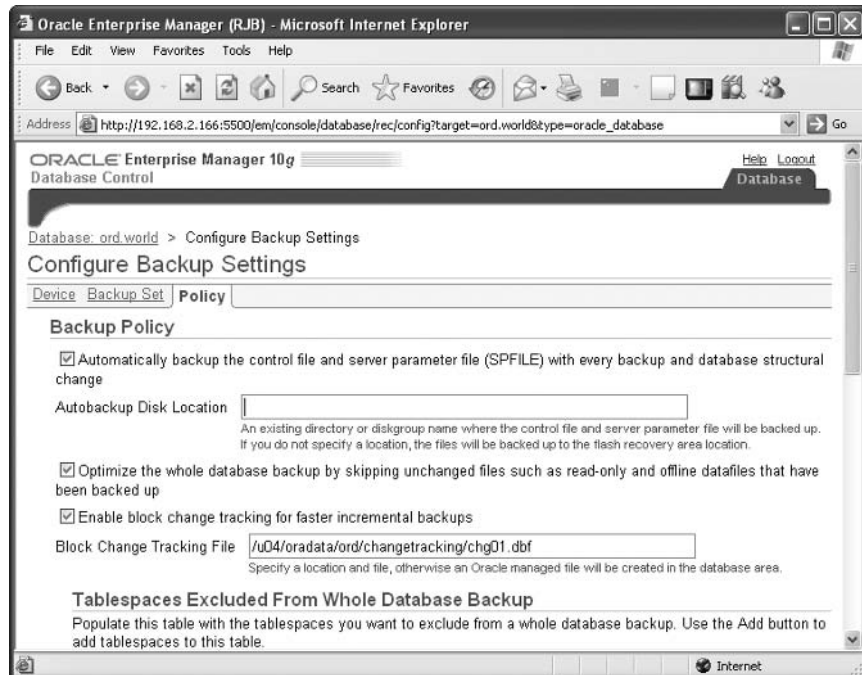 Oracle Enterprise Manager (RJB) - Microsoft Internet Explorer
File Edit View Favorites Tools Help
Back Search Favorites
Address http://192.168.2.166:5500/em/console/database/rec/config?target=ord.world&type=oracle_database Go
ORACLE Enterprise Manager 10g Help Logout
Database Control Database
Database: ord.world > Configure Backup Settings
Configure Backup Settings
Device Backup Set Policy
Backup Policy
Automatically backup the control file and server parameter file (SPFILE) with every backup and database structural
change
Autobackup Disk Location
An existing directory or diskgroup name where the control file and server parameter file will be backed up.
If you do not specify a location, the files will be backed up to the flash recovery area location.
Optimize the whole database backup by skipping unchanged files such as read-only and offline datafiles that have
been backed up
Enable block change tracking for faster incremental backups
Block Change Tracking File /u04/oradata/ord/changetracking/chg01.dbf
Specify a location and file, otherwise an Oracle managed file will be created in the database area.
Tablespaces Excluded From Whole Database Backup
Populate this table with the tablespaces you want to exclude from a whole database backup. Use the Add button to
add tablespaces to this table.
Internet